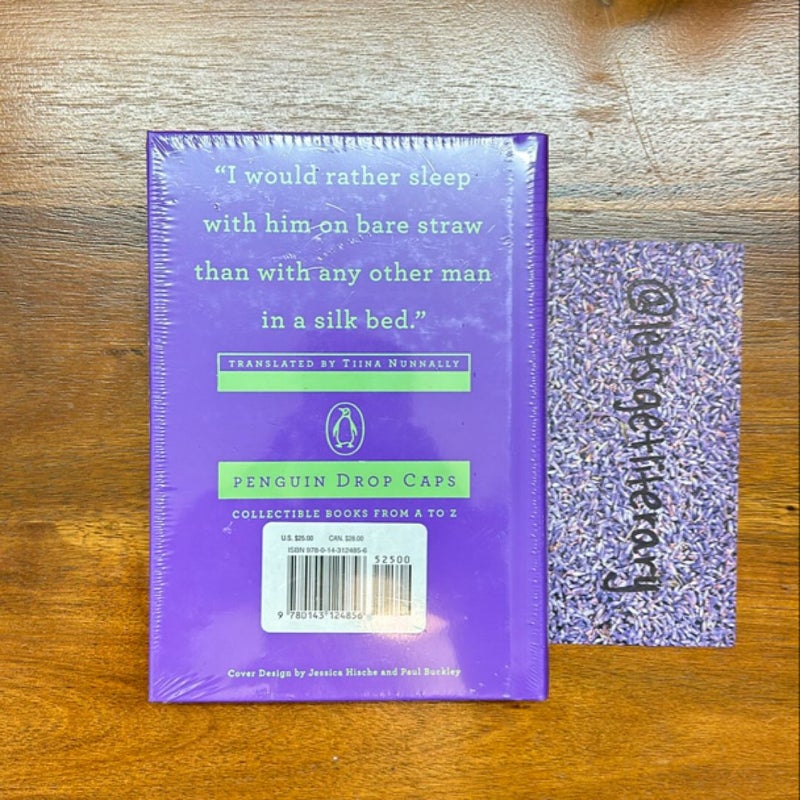 “I would rather sleep
with him on bare straw
than with any other man
in a silk bed.”
TRANSLATED BY TIINA NUNNALLY
PENGUIN DROP CAPS
COLLECTIBLE BOOKS FROM A TO Z
U.S. $25.00 CAN. $28.00
ISBN 978-0-14-312485-6
52500
9 780143 124856
Cover Design by Jessica Hische and Paul Buckley
@letsgetliterary